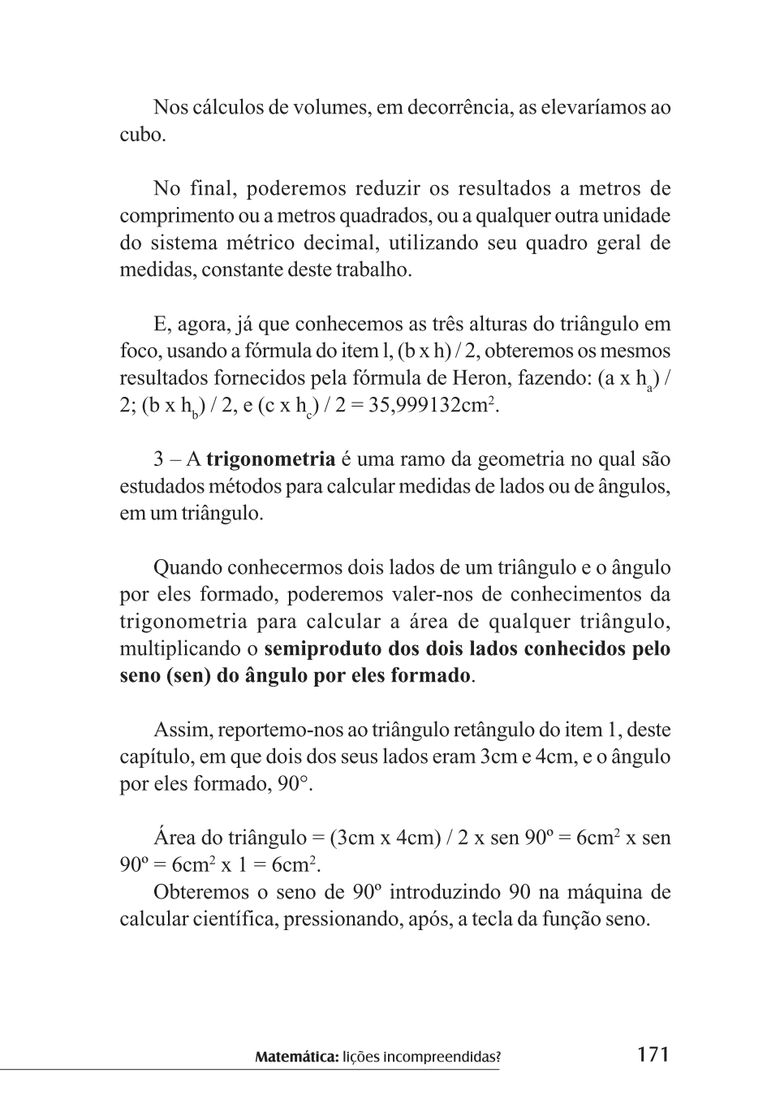 Nos cálculos de volumes, em decorrência, as elevaríamos ao
cubo.
No final, poderemos reduzir os resultados a metros de
comprimento ou a metros quadrados, ou a qualquer outra unidade
do sistema métrico decimal, utilizando seu quadro geral de
medidas, constante deste trabalho.
E, agora, já que conhecemos as três alturas do triângulo em
foco, usando a fórmula do item l, (b x h) / 2, obteremos os mesmos
resultados fornecidos pela fórmula de Heron, fazendo: (a x hₐ) /
2; (b x h_b) / 2, e (c x h_c) / 2 = 35,999132cm².
3 – A trigonometria é uma ramo da geometria no qual são
estudados métodos para calcular medidas de lados ou de ângulos,
em um triângulo.
Quando conhecermos dois lados de um triângulo e o ângulo
por eles formado, poderemos valer-nos de conhecimentos da
trigonometria para calcular a área de qualquer triângulo,
multiplicando o semiproduto dos dois lados conhecidos pelo
seno (sen) do ângulo por eles formado.
Assim, reportemo-nos ao triângulo retângulo do item 1, deste
capítulo, em que dois dos seus lados eram 3cm e 4cm, e o ângulo
por eles formado, 90°.
Área do triângulo = (3cm x 4cm) / 2 x sen 90º = 6cm² x sen
90º = 6cm² x 1 = 6cm².
Obteremos o seno de 90º introduzindo 90 na máquina de
calcular científica, pressionando, após, a tecla da função seno.
Matemática: lições incompreendidas? 171